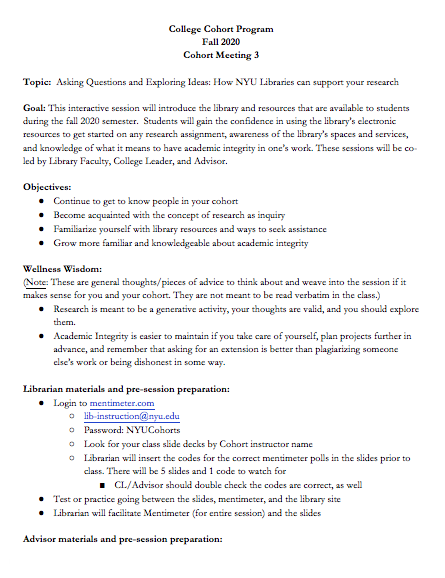 College Cohort Program
Fall 2020
Cohort Meeting 3
Topic: Asking Questions and Exploring Ideas: How NYU Libraries can support your research
Goal: This interactive session will introduce the library and resources that are available to students
during the fall 2020 semester. Students will gain the confidence in using the library's electronic
resources to get started on any research assignment, awareness of the library's spaces and services,
and knowledge of what it means to have academic integrity in one's work. These sessions will be co-
led by Library Faculty, College Leader, and Advisor.
Objectives:
● Continue to get to know people in your cohort
● Become acquainted with the concept of research as inquiry
● Familiarize yourself with library resources and ways to seek assistance
● Grow more familiar and knowledgeable about academic integrity
Wellness Wisdom:
(Note: These are general thoughts/pieces of advice to think about and weave into the session if it
makes sense for you and your cohort. They are not meant to be read verbatim in the class.)
● Research is meant to be a generative activity, your thoughts are valid, and you should explore
them.
● Academic Integrity is easier to maintain if you take care of yourself, plan projects further in
advance, and remember that asking for an extension is better than plagiarizing someone
else's work or being dishonest in some way.
Librarian materials and pre-session preparation:
● Login to mentimeter.com
○ lib-instruction@nyu.edu
○ Password: NYUCohorts
○ Look for your class slide decks by Cohort instructor name
○ Librarian will insert the codes for the correct mentimeter polls in the slides prior to
class. There will be 5 slides and 1 code to watch for
■ CL/Advisor should double check the codes are correct, as well
● Test or practice going between the slides, mentimeter, and the library site
● Librarian will facilitate Mentimeter (for entire session) and the slides
Advisor materials and pre-session preparation: